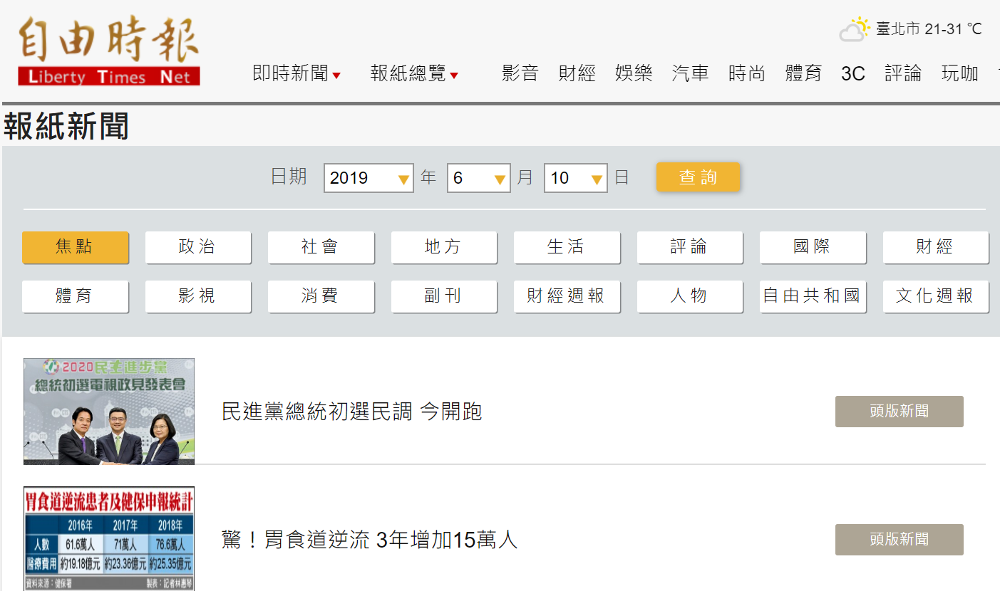 自由時報
Liberty Times Net
臺北市 21-31 ℃
即時新聞 報紙總覽 影音 財經 娛樂 汽車 時尚 體育 3C 評論 玩咖
報紙新聞
日期 2019 年 6 月 10 日 查詢
焦點 政治 社會 地方 生活 評論 國際 財經
體育 影視 消費 副刊 財經週報 人物 自由共和國 文化週報
2020民主進步黨
總統初選電視政見發表會
民進黨總統初選民調 今開跑
頭版新聞
胃食道逆流患者及健保申報統計
2016年 2017年 2018年
人數 61.6萬人 71萬人 76.6萬人
醫療費用 約19.18億元 約23.36億元 約25.35億元
資料來源：健保署 製表：記者林惠琴
驚！胃食道逆流 3年增加15萬人
頭版新聞